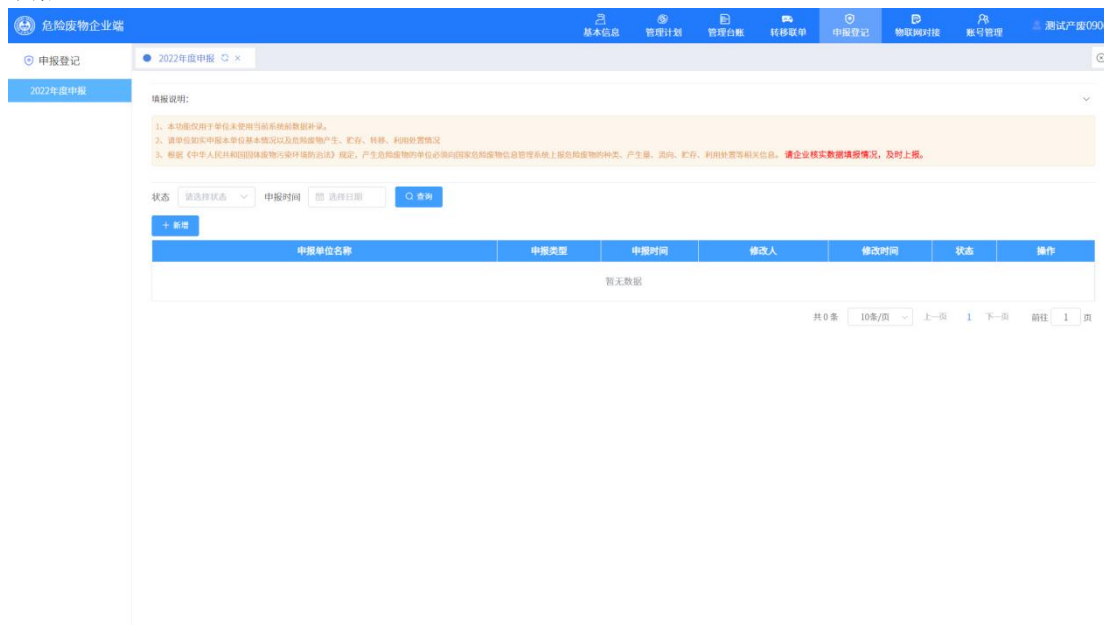 危险废物企业端
基本信息 管理计划 管理台账 转移联单 申报登记 物联网对接 账号管理 测试产废090
申报登记 2022年度申报
2022年度申报
填报说明:
1、本功能仅用于单位未使用当前系统前数据补录。
2、请单位如实申报本单位基本情况以及危险废物产生、贮存、转移、利用处置情况
3、根据《中华人民共和国固体废物污染环境防治法》规定，产生危险废物的单位必须向国家危险废物信息管理系统上报危险废物的种类、产生量、流向、贮存、利用处置等相关信息。请企业核实数据填报情况，及时上报。
状态 请选择状态 申报时间 选择日期 查询
+ 新增
申报单位名称 申报类型 申报时间 修改人 修改时间 状态 操作
暂无数据
共 0 条 10条/页 上一页 1 下一页 前往 1 页